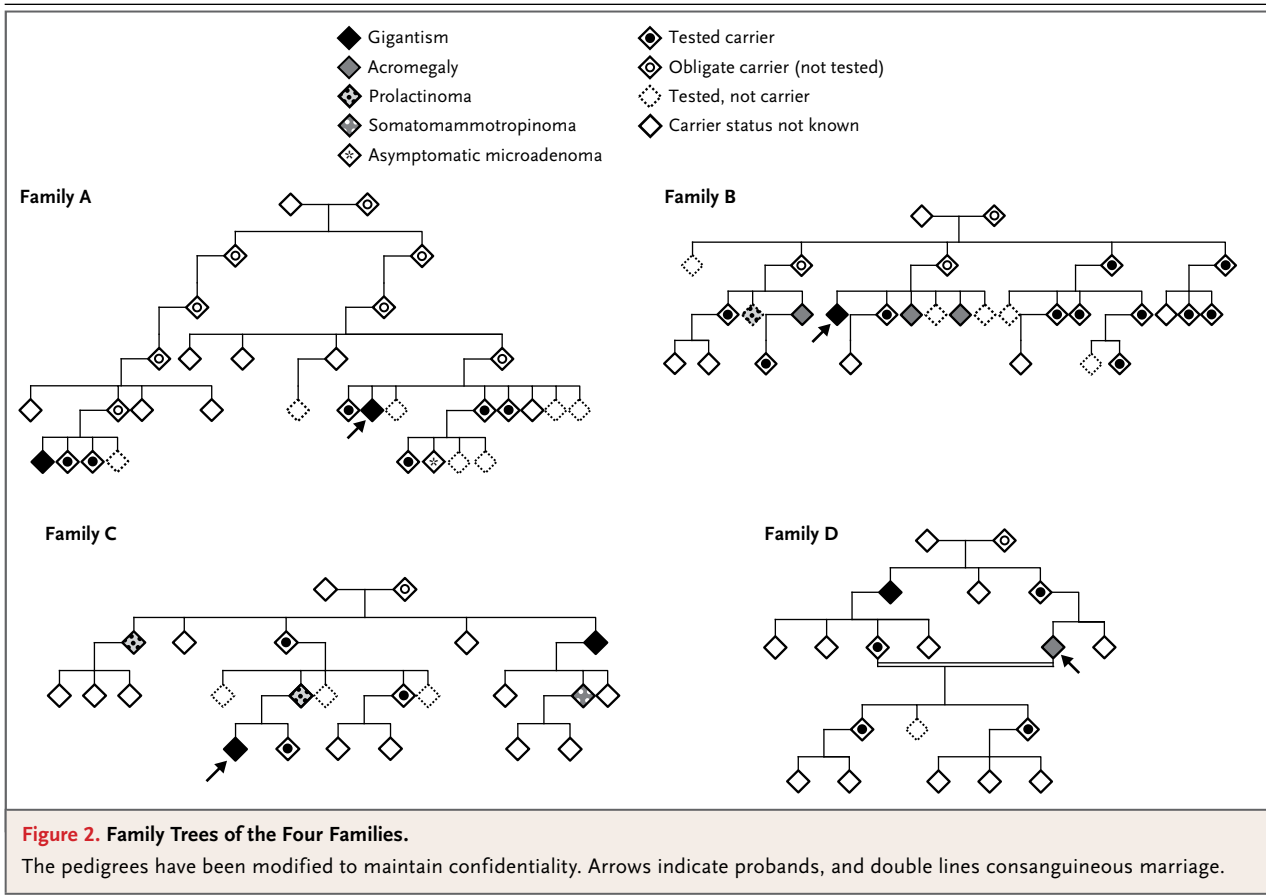 Gigantism
Acromegaly
Prolactinoma
Somatomammotropinoma
Asymptomatic microadenoma
Tested carrier
Obligate carrier (not tested)
Tested, not carrier
Carrier status not known
Family A
Family B
Family C
Family D
Figure 2. Family Trees of the Four Families.
The pedigrees have been modified to maintain confidentiality. Arrows indicate probands, and double lines consanguineous marriage.